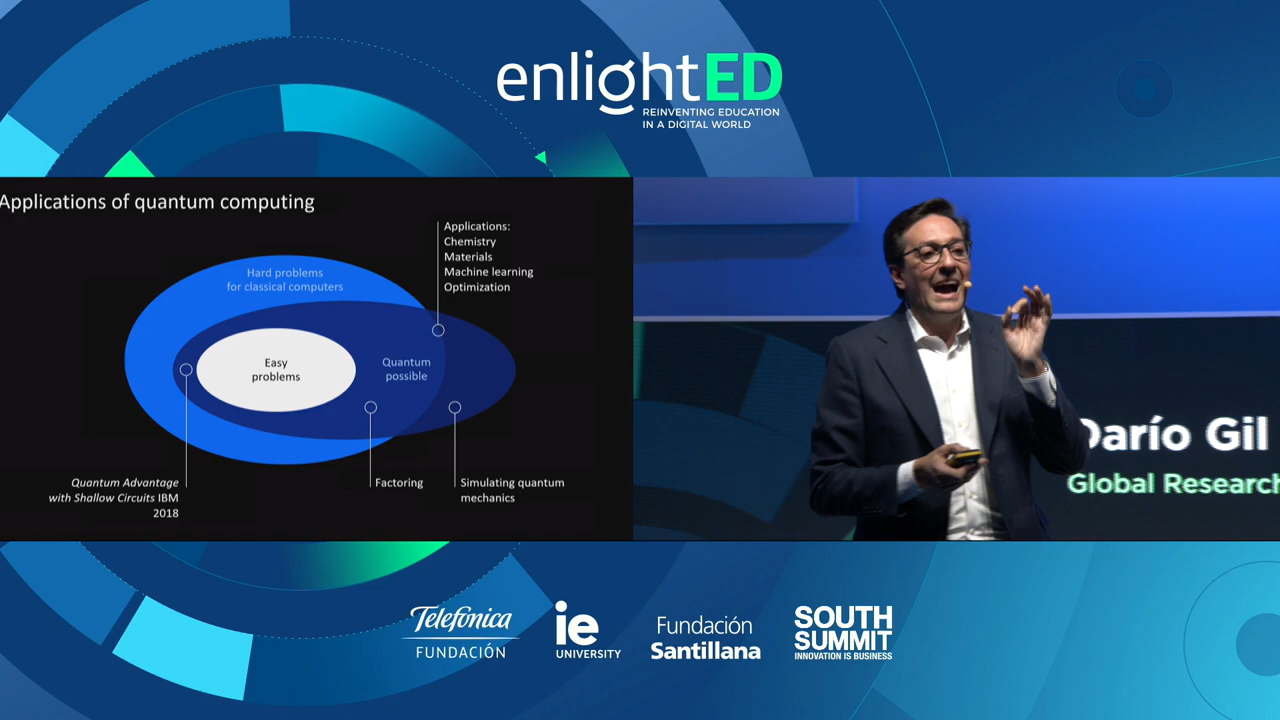 enlightED
REINVENTING EDUCATION
IN A DIGITAL WORLD
Applications of quantum computing
Applications:
Chemistry
Materials
Machine learning
Optimization
Hard problems
for classical computers
Easy
problems
Quantum
possible
Quantum Advantage
with Shallow Circuits IBM
2018
Factoring
Simulating quantum
mechanics
Darío Gil
Global Research
Telefónica
FUNDACIÓN
ie
UNIVERSITY
Fundación
Santillana
SOUTH
SUMMIT
INNOVATION IS BUSINESS